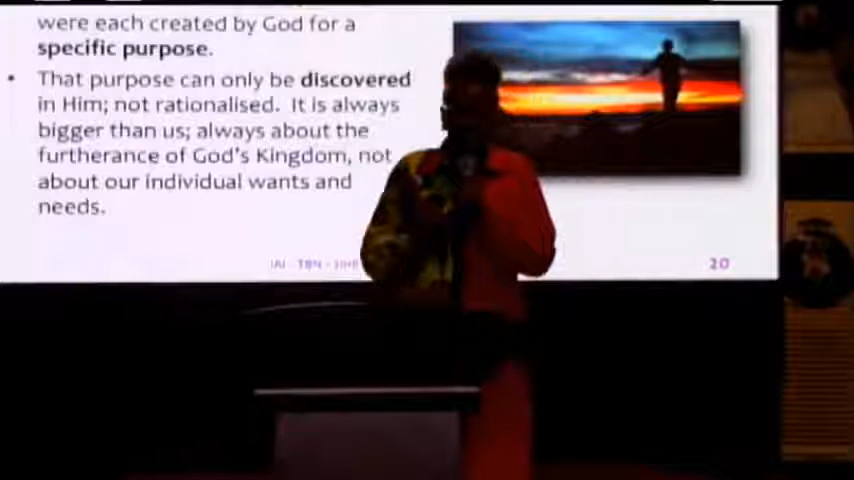 were each created by God for a
specific purpose.
• That purpose can only be discovered
in Him; not rationalised. It is always
bigger than us; always about the
furtherance of God's Kingdom, not
about our individual wants and
needs.
20